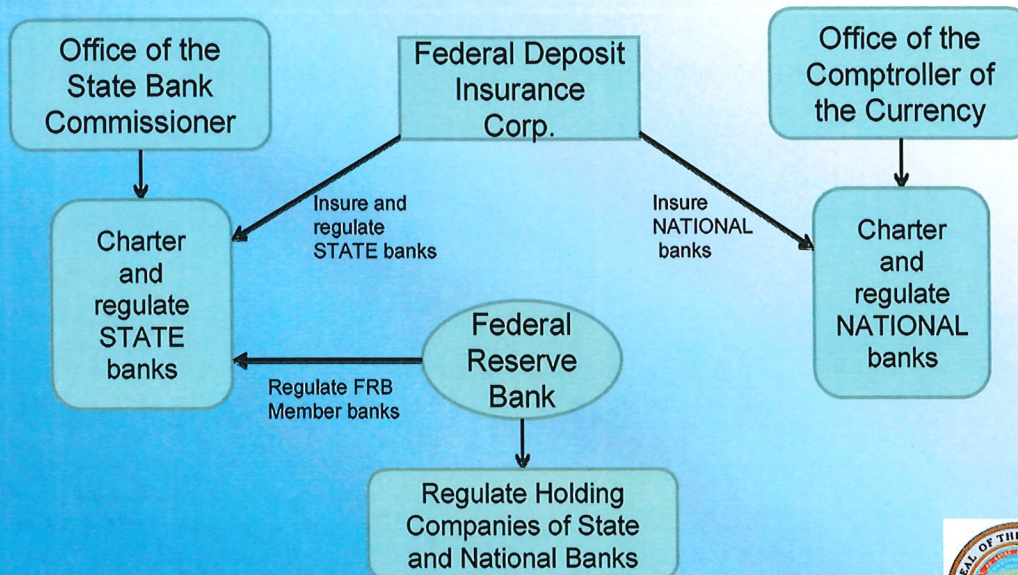 Office of the
State Bank
Commissioner
Federal Deposit
Insurance
Corp.
Office of the
Comptroller of
the Currency
Insure and
regulate
STATE banks
Insure
NATIONAL
banks
Charter
and
regulate
STATE
banks
Charter
and
regulate
NATIONAL
banks
Federal
Reserve
Bank
Regulate FRB
Member banks
Regulate Holding
Companies of State
and National Banks
OF THE